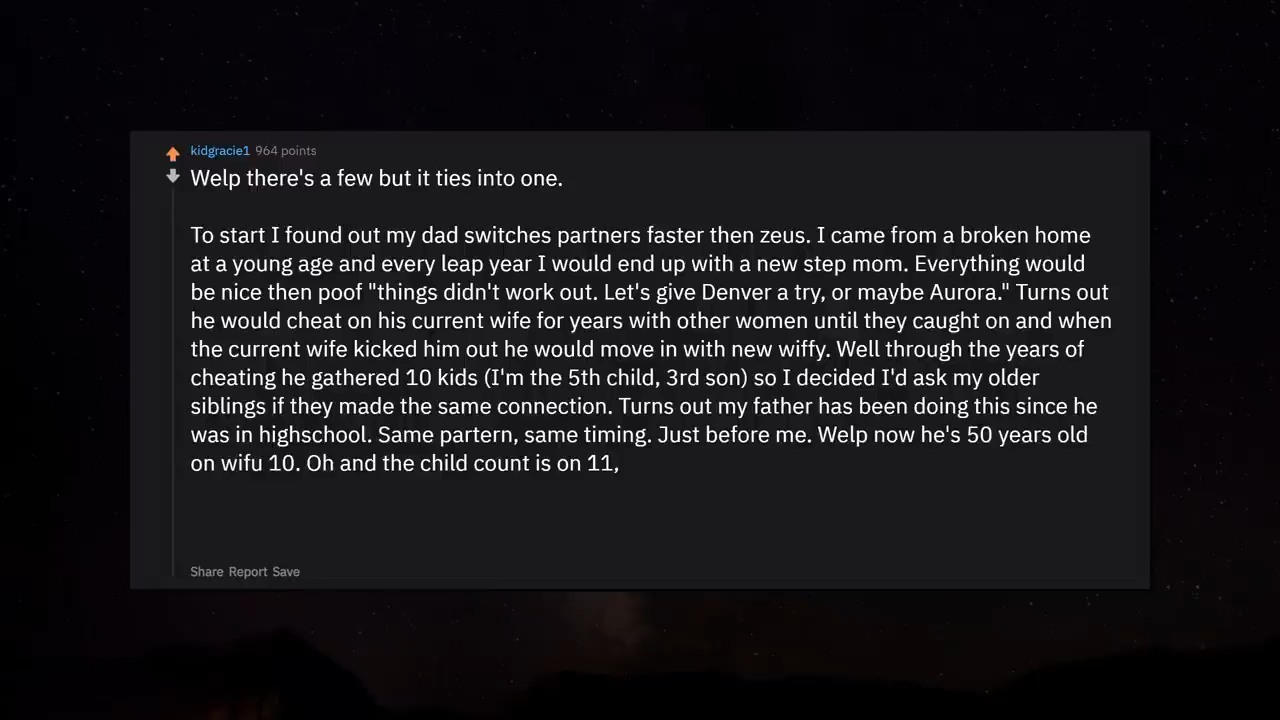 kidgracie1 964 points
Welp there's a few but it ties into one.
To start I found out my dad switches partners faster then zeus. I came from a broken home
at a young age and every leap year I would end up with a new step mom. Everything would
be nice then poof "things didn't work out. Let's give Denver a try, or maybe Aurora." Turns out
he would cheat on his current wife for years with other women until they caught on and when
the current wife kicked him out he would move in with new wiffy. Well through the years of
cheating he gathered 10 kids (I'm the 5th child, 3rd son) so I decided I'd ask my older
siblings if they made the same connection. Turns out my father has been doing this since he
was in highschool. Same partern, same timing. Just before me. Welp now he's 50 years old
on wifu 10. Oh and the child count is on 11,
Share Report Save